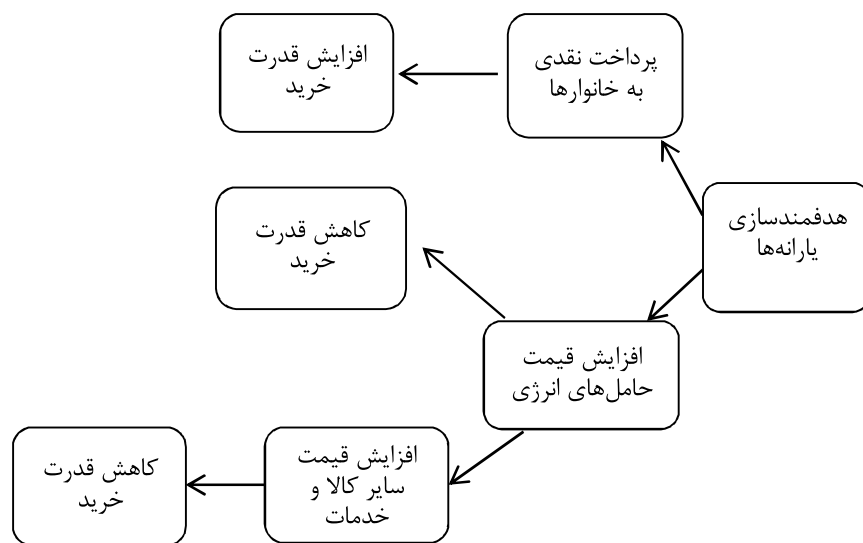 پرداخت نقدی
به خانوارها
افزایش قدرت
خرید
هدفمندسازی
یارانه‌ها
کاهش قدرت
خرید
افزایش قیمت
حامل‌های انرژی
افزایش قیمت
سایر کالا و
خدمات
کاهش قدرت
خرید